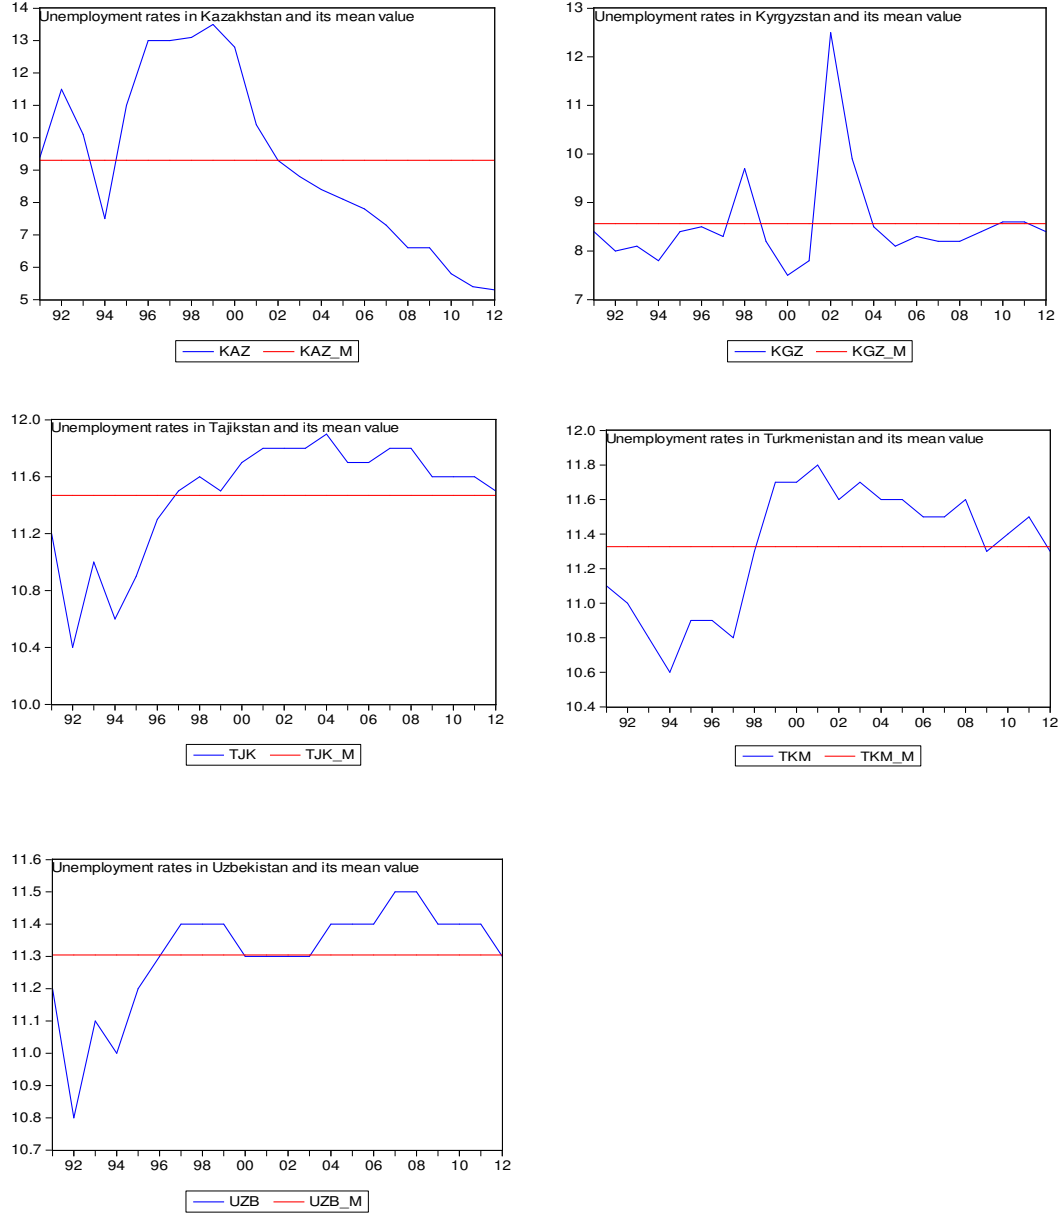 Unemployment rates in Kazakhstan and its mean value
14
13
12
11
10
9
8
7
6
5
92 94 96 98 00 02 04 06 08 10 12
KAZ KAZ_M
Unemployment rates in Kyrgyzstan and its mean value
13
12
11
10
9
8
7
92 94 96 98 00 02 04 06 08 10 12
KGZ KGZ_M
Unemployment rates in Tajikstan and its mean value
12.0
11.6
11.2
10.8
10.4
10.0
92 94 96 98 00 02 04 06 08 10 12
TJK TJK_M
Unemployment rates in Turkmenistan and its mean value
12.0
11.8
11.6
11.4
11.2
11.0
10.8
10.6
10.4
92 94 96 98 00 02 04 06 08 10 12
TKM TKM_M
Unemployment rates in Uzbekistan and its mean value
11.6
11.5
11.4
11.3
11.2
11.1
11.0
10.9
10.8
10.7
92 94 96 98 00 02 04 06 08 10 12
UZB UZB_M